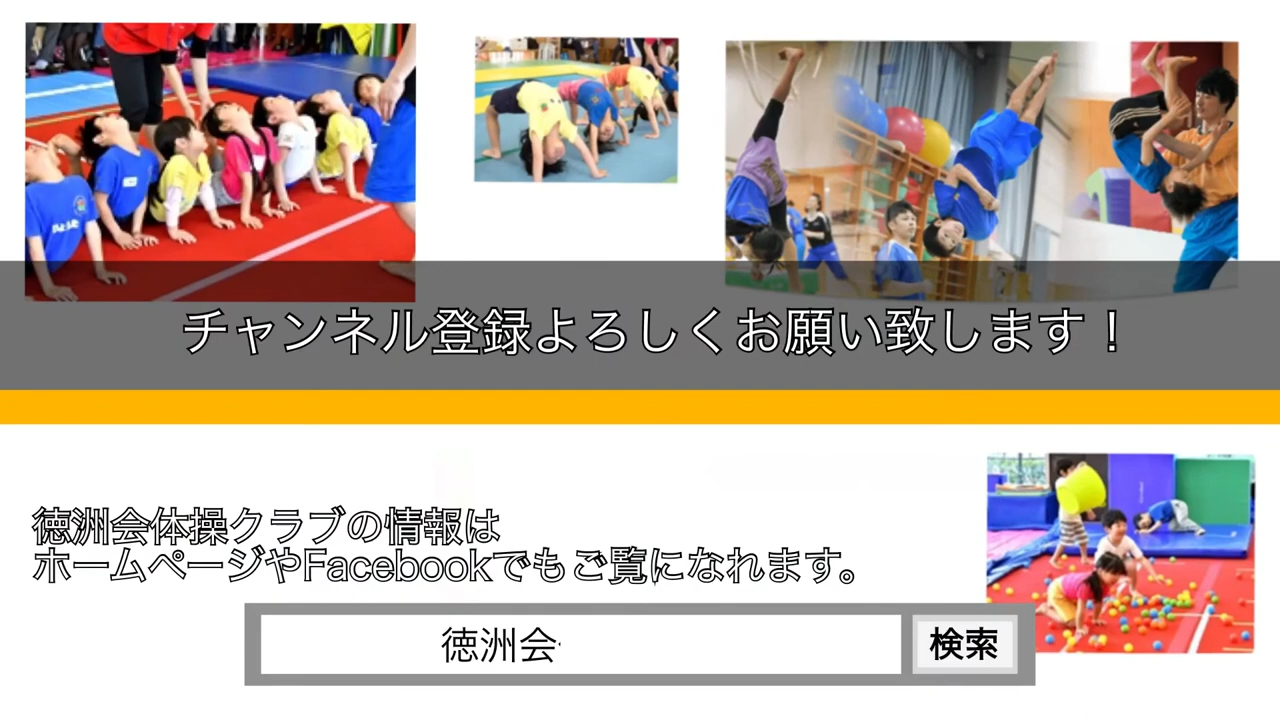 チャンネル登録よろしくお願い致します！
徳洲会体操クラブの情報は
ホームページやFacebookでもご覧になれます。
徳洲会
検索